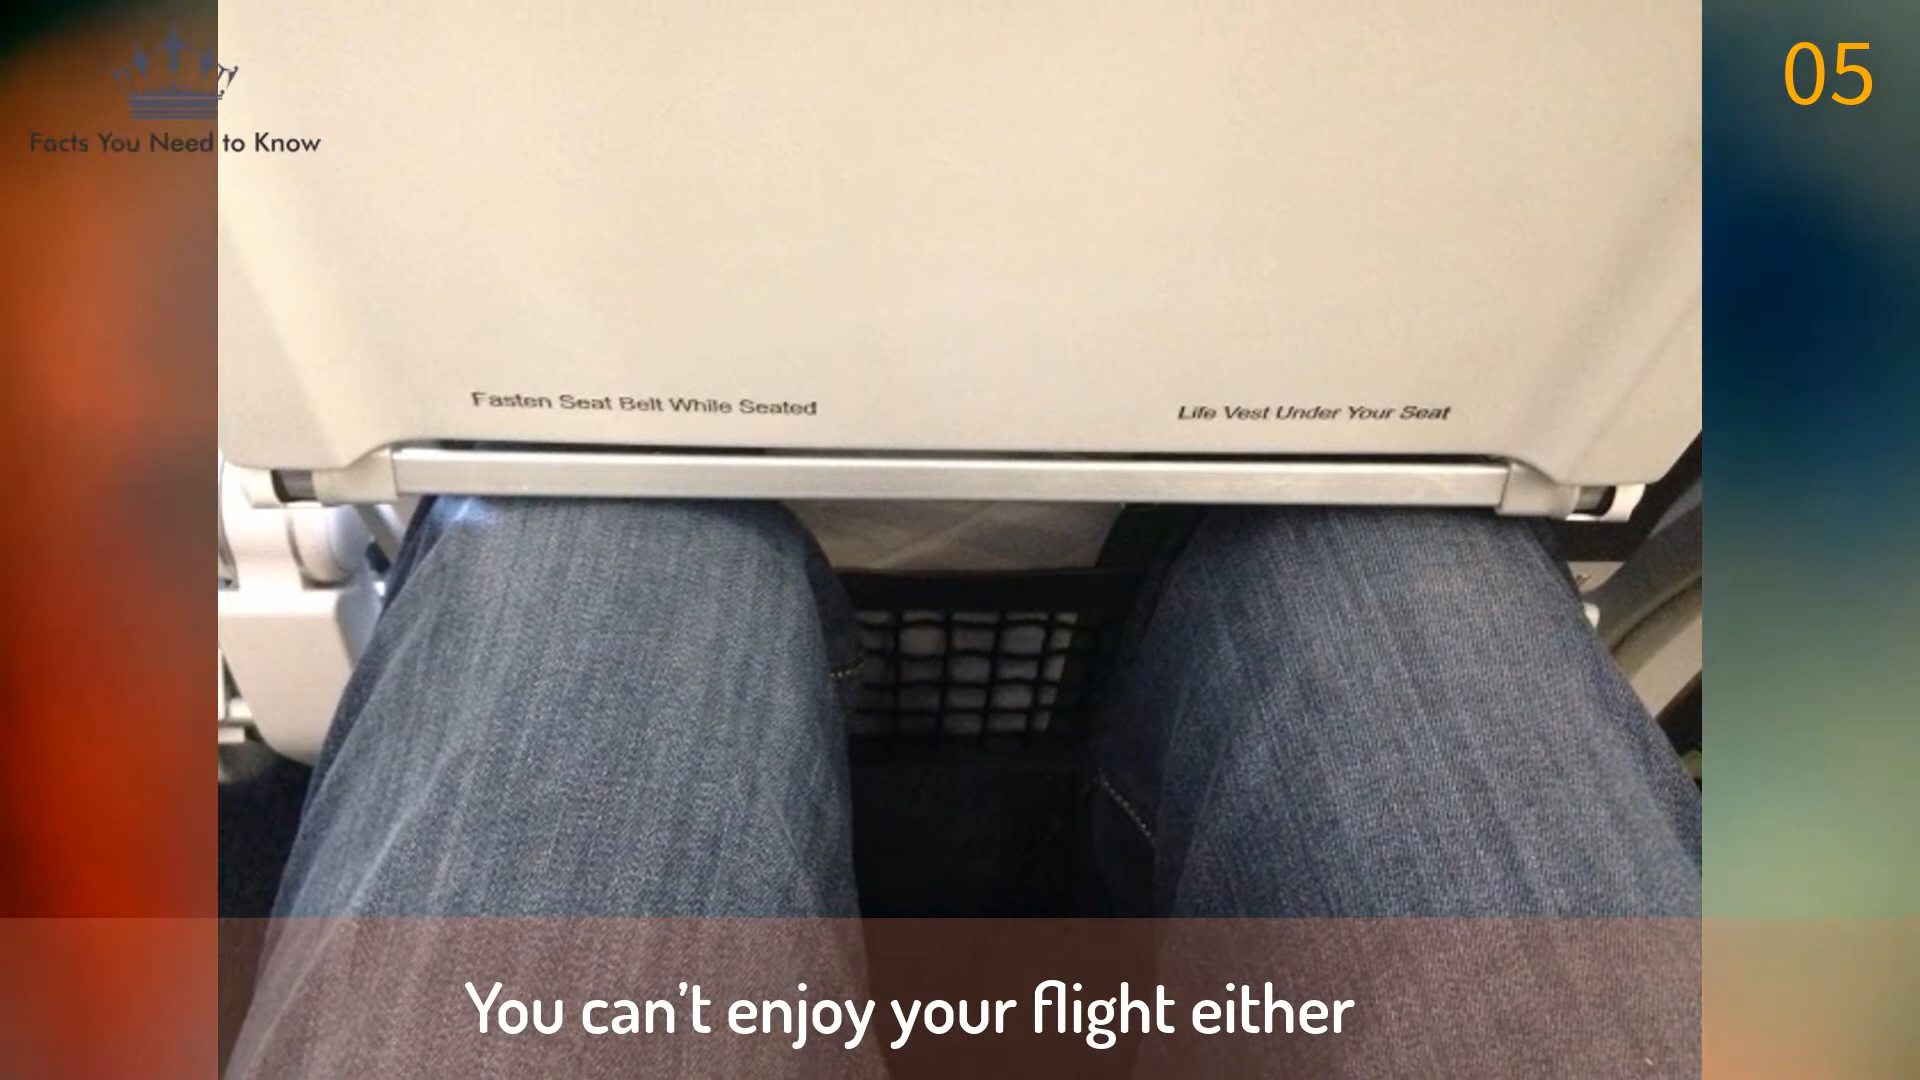 05
Facts You Need to Know
Fasten Seat Belt While Seated
Life Vest Under Your Seat
You can’t enjoy your flight either